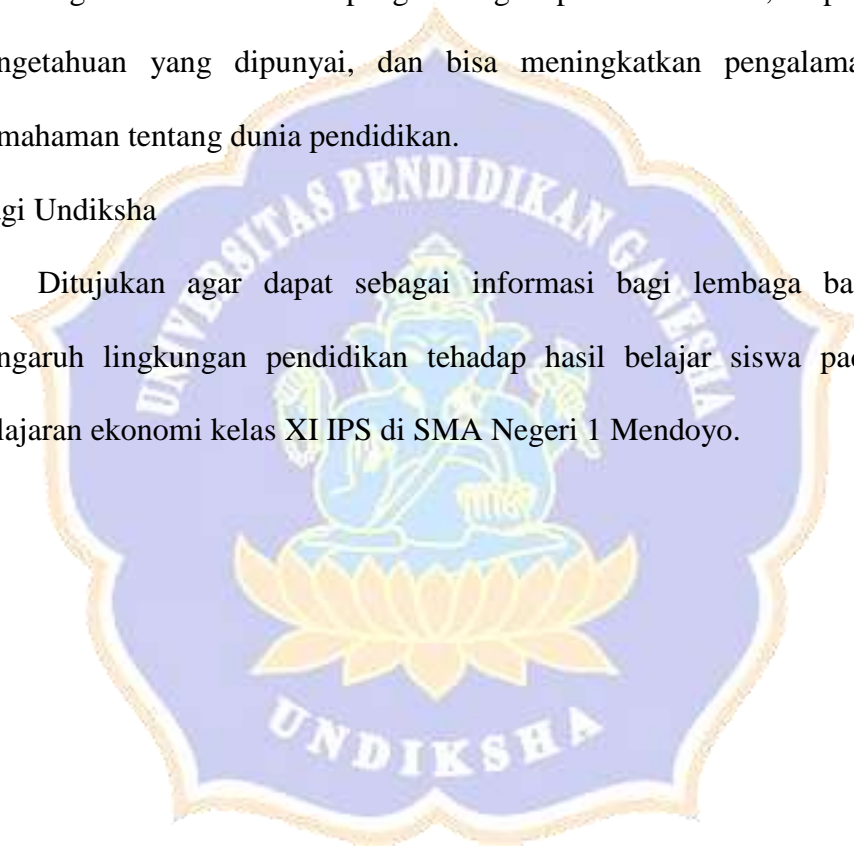 ngetahuan yang dipunyai, dan bisa meningkatkan pengalama
mahaman tentang dunia pendidikan.
gi Undiksha
Ditujukan agar dapat sebagai informasi bagi lembaga ba
ngaruh lingkungan pendidikan tehadap hasil belajar siswa pa
lajaran ekonomi kelas XI IPS di SMA Negeri 1 Mendoyo.
UNIVERSITAS PENDIDIKAN GANESHA
UNDIKSHA